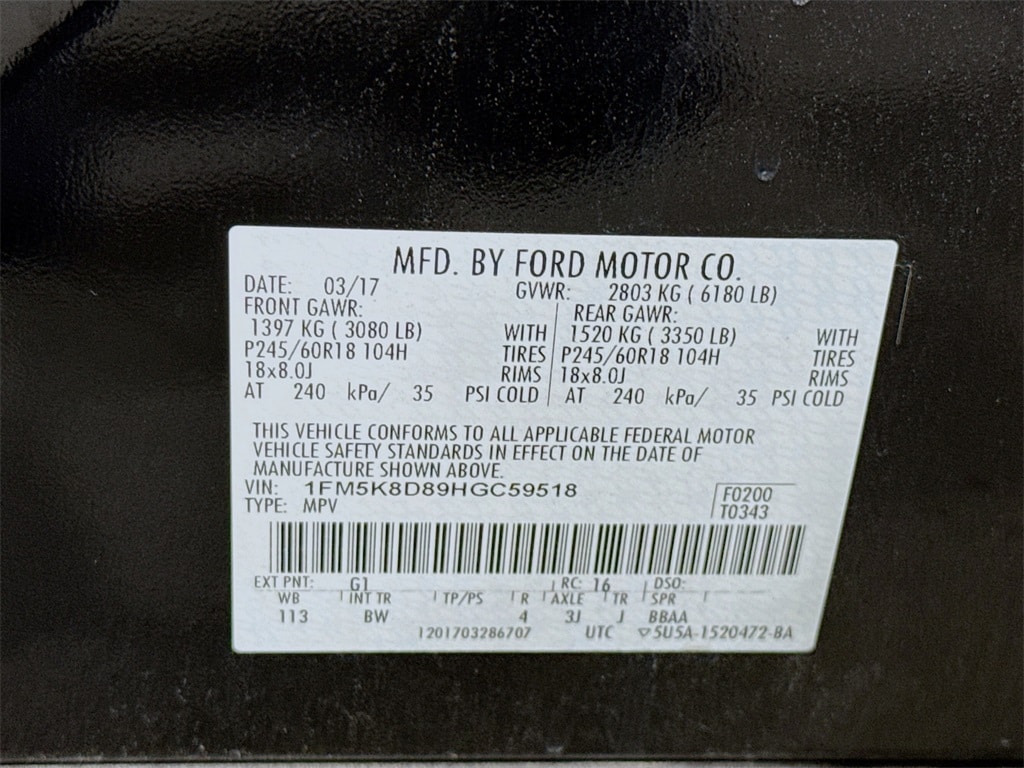 MFD. BY FORD MOTOR CO.
DATE: 03/17 GVWR: 2803 KG ( 6180 LB)
FRONT GAWR: REAR GAWR:
1397 KG ( 3080 LB) WITH 1520 KG ( 3350 LB) WITH
P245/60R18 104H TIRES P245/60R18 104H TIRES
18x8.0J RIMS 18x8.0J RIMS
AT 240 kPa/ 35 PSI COLD AT 240 kPa/ 35 PSI COLD
THIS VEHICLE CONFORMS TO ALL APPLICABLE FEDERAL MOTOR
VEHICLE SAFETY STANDARDS IN EFFECT ON THE DATE OF
MANUFACTURE SHOWN ABOVE.
VIN: 1FM5K8D89HGC59518 F0200
TYPE: MPV T0343
EXT PNT: G1 RC: 16 DSO:
WB INT TR TP/PS R AXLE TR SPR
113 BW 4 3J J BBAA
1201703286707 UTC ▽5U5A-1520472-BA